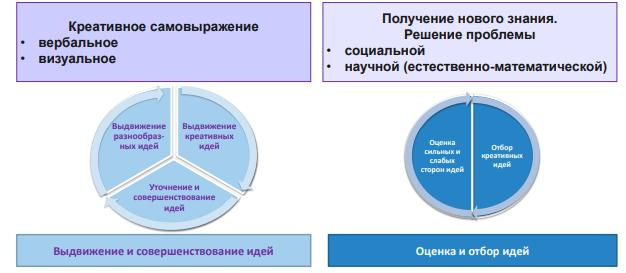 Креативное самовыражение
• вербальное
• визуальное
Получение нового знания.
Решение проблемы
• социальной
• научной (естественно-математической)
Выдвижение
разнообраз-
ных идей
Выдвижение
креативных
идей
Уточнение и
совершенствование
идей
Оценка
сильных и
слабых
сторон идей
Отбор
креативных
идей
Выдвижение и совершенствование идей
Оценка и отбор идей